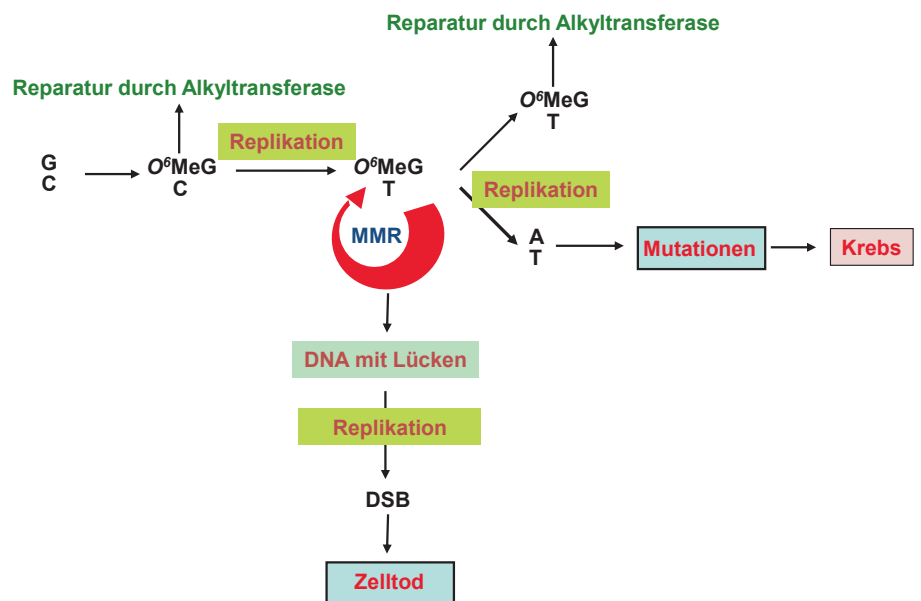 Reparatur durch Alkyltransferase
O⁶MeG
T
Reparatur durch Alkyltransferase
Replikation
G
C
O⁶MeG
C
O⁶MeG
T
Replikation
MMR
A
T
Mutationen
Krebs
DNA mit Lücken
Replikation
DSB
Zelltod